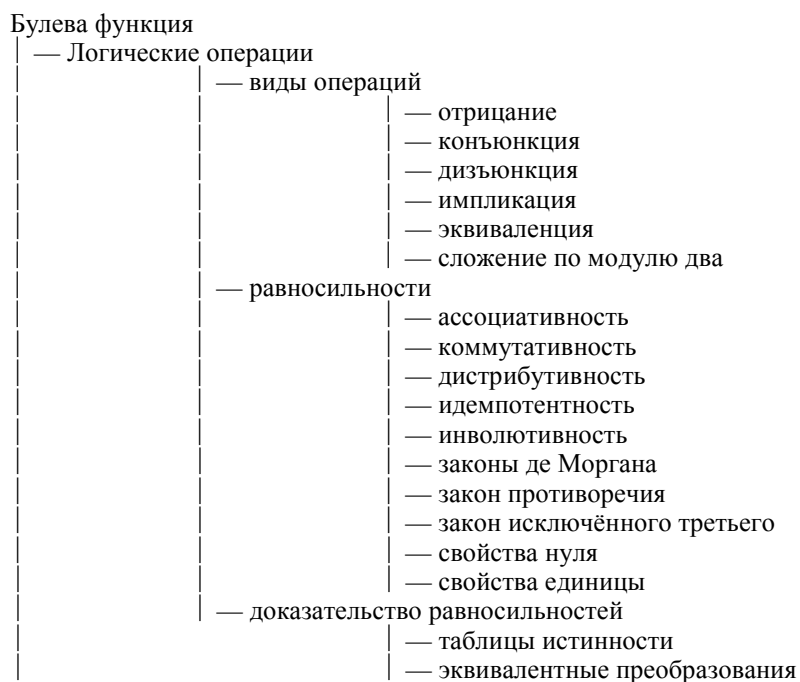 Булева функция
— Логические операции
— виды операций
— отрицание
— конъюнкция
— дизъюнкция
— импликация
— эквиваленция
— сложение по модулю два
— равносильности
— ассоциативность
— коммутативность
— дистрибутивность
— идемпотентность
— инволютивность
— законы де Моргана
— закон противоречия
— закон исключённого третьего
— свойства нуля
— свойства единицы
— доказательство равносильностей
— таблицы истинности
— эквивалентные преобразования